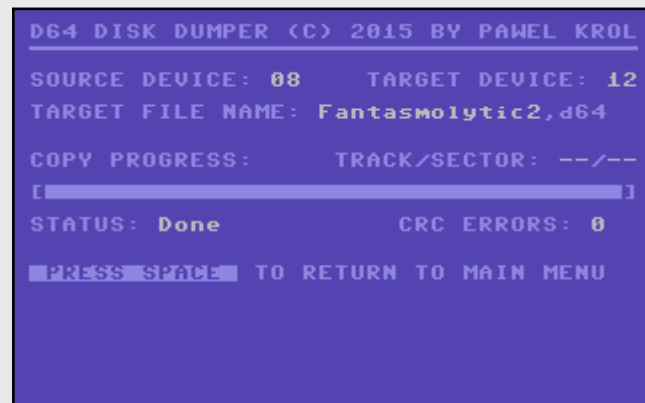 D64 DISK DUMPER (C) 2015 BY PAWEL KROL
SOURCE DEVICE: 08 TARGET DEVICE: 12
TARGET FILE NAME: Fantasmolytic2,d64
COPY PROGRESS: TRACK/SECTOR: --/--
[ ]
STATUS: Done CRC ERRORS: 0
PRESS SPACE TO RETURN TO MAIN MENU